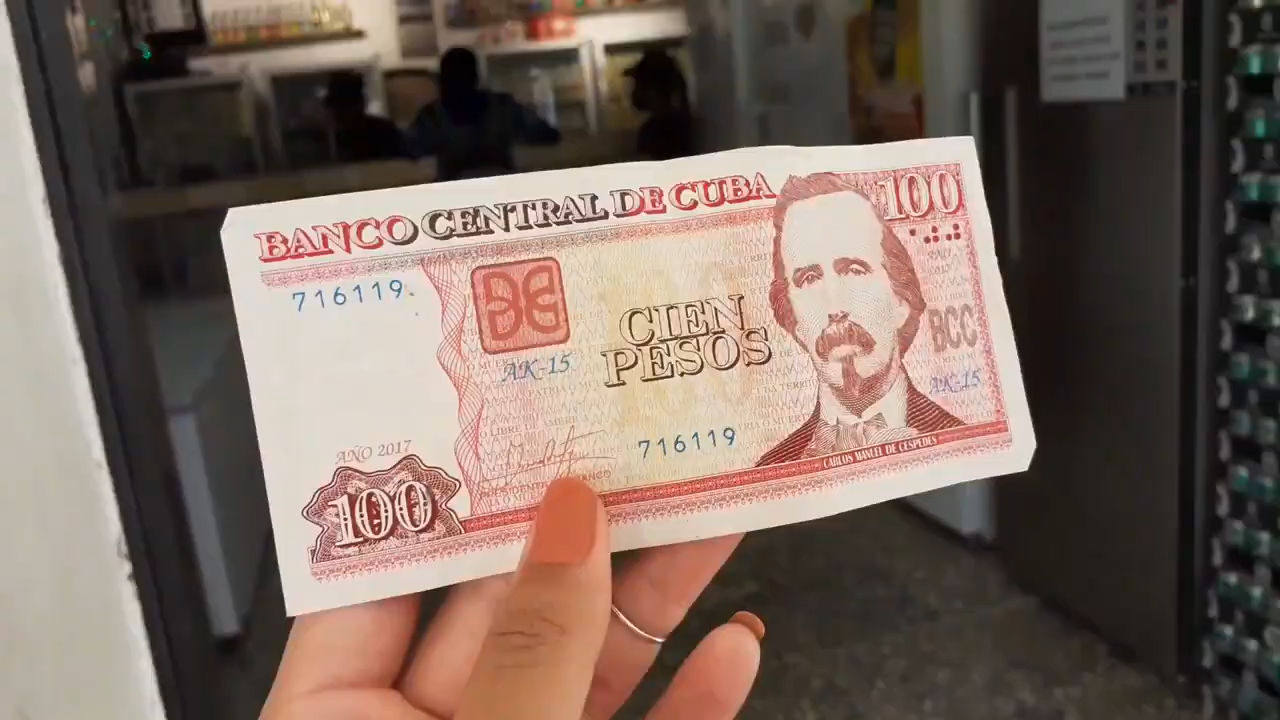 BANCO CENTRAL DE CUBA
100
716119
AK-15
CIEN
PESOS
BCC
AK-15
716119
AÑO 2017
100
CARLOS MANUEL DE CESPEDES